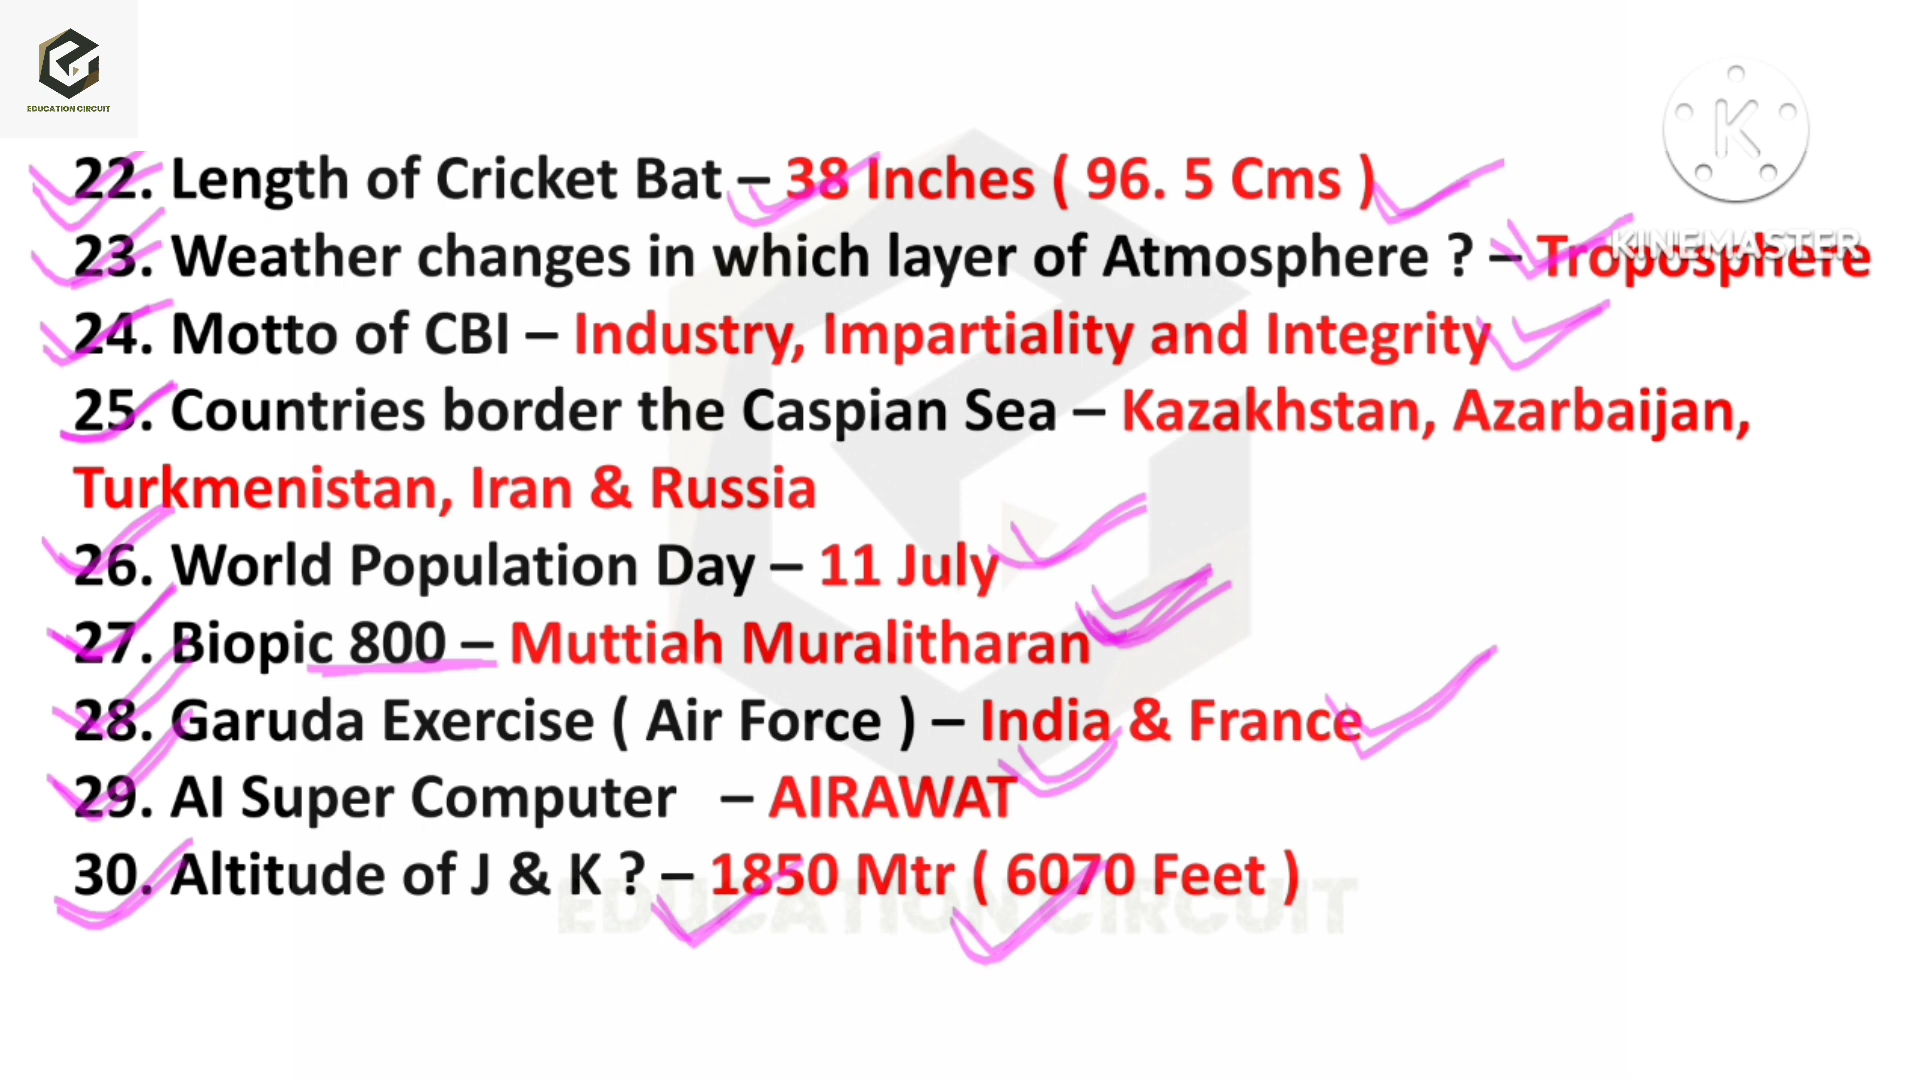 EDUCATION CIRCUIT
K
KINEMASTER
22. Length of Cricket Bat – 38 Inches ( 96. 5 Cms )
23. Weather changes in which layer of Atmosphere ? – Troposphere
24. Motto of CBI – Industry, Impartiality and Integrity
25. Countries border the Caspian Sea – Kazakhstan, Azarbaijan,
Turkmenistan, Iran & Russia
26. World Population Day – 11 July
27. Biopic 800 – Muttiah Muralitharan
28. Garuda Exercise ( Air Force ) – India & France
29. AI Super Computer – AIRAWAT
30. Altitude of J & K ? – 1850 Mtr ( 6070 Feet )
EDUCATION CIRCUIT